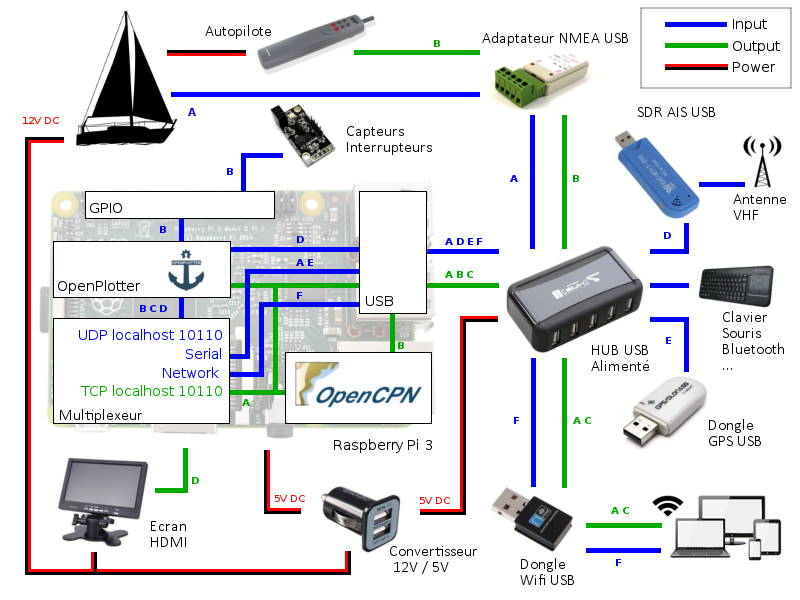 Autopilote
B
Adaptateur NMEA USB
Input
Output
Power
12V DC
A
Capteurs
Interrupteurs
SDR AIS USB
Antenne
VHF
B
A
B
D
GPIO
B
D
A D E F
OpenPlotter
A E
A B C
F
USB
B C D
UDP localhost 10110
Serial
Network
TCP localhost 10110
Multiplexeur
A
B
OpenCPN
Raspberry Pi 3
HUB USB
Alimenté
E
Clavier
Souris
Bluetooth
...
F
A C
Dongle
GPS USB
D
Ecran
HDMI
5V DC
5V DC
Convertisseur
12V / 5V
Dongle
Wifi USB
A C
F